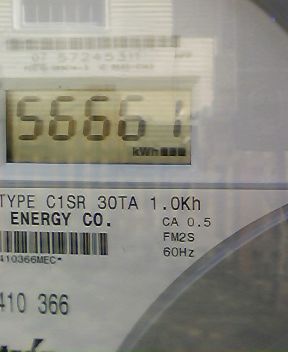 56661
kWh
TYPE C1SR 30TA 1.0Kh
ENERGY CO.
CA 0.5
FM2S
60Hz
410366MEC*
410 366